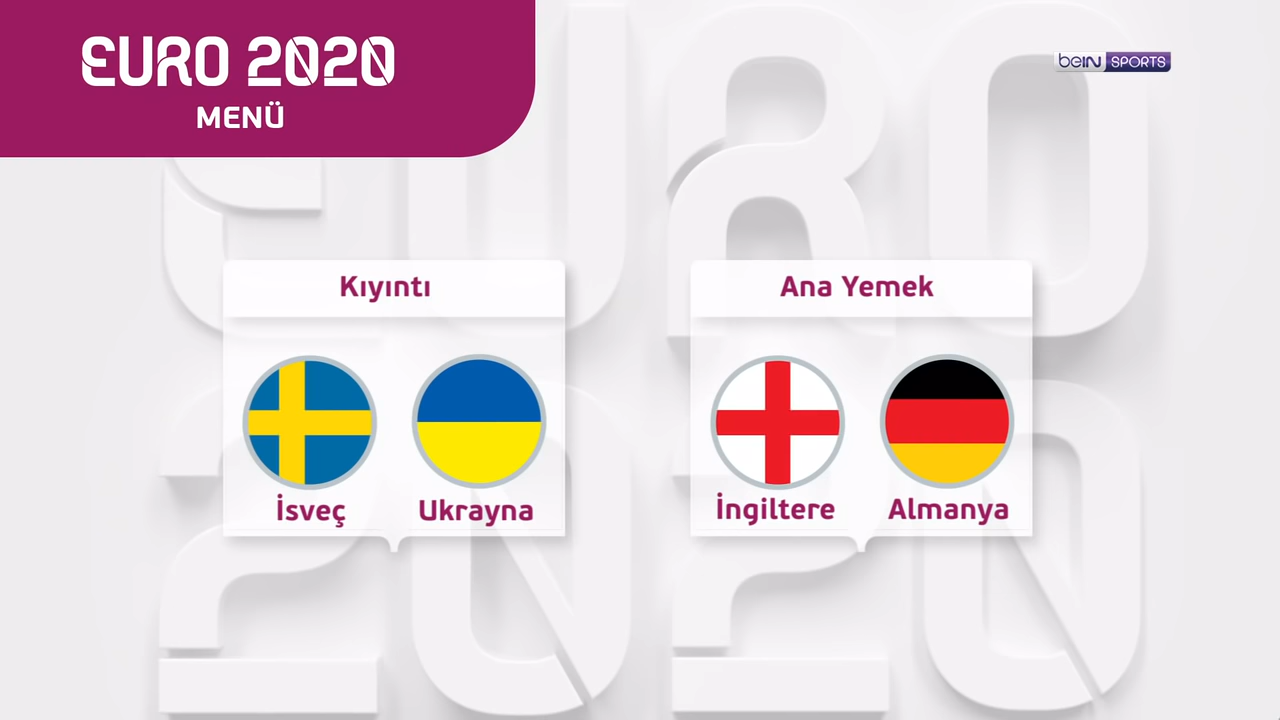 EURO 2020
MENÜ
beIN SPORTS
Kıyıntı
Ana Yemek
İsveç
Ukrayna
İngiltere
Almanya